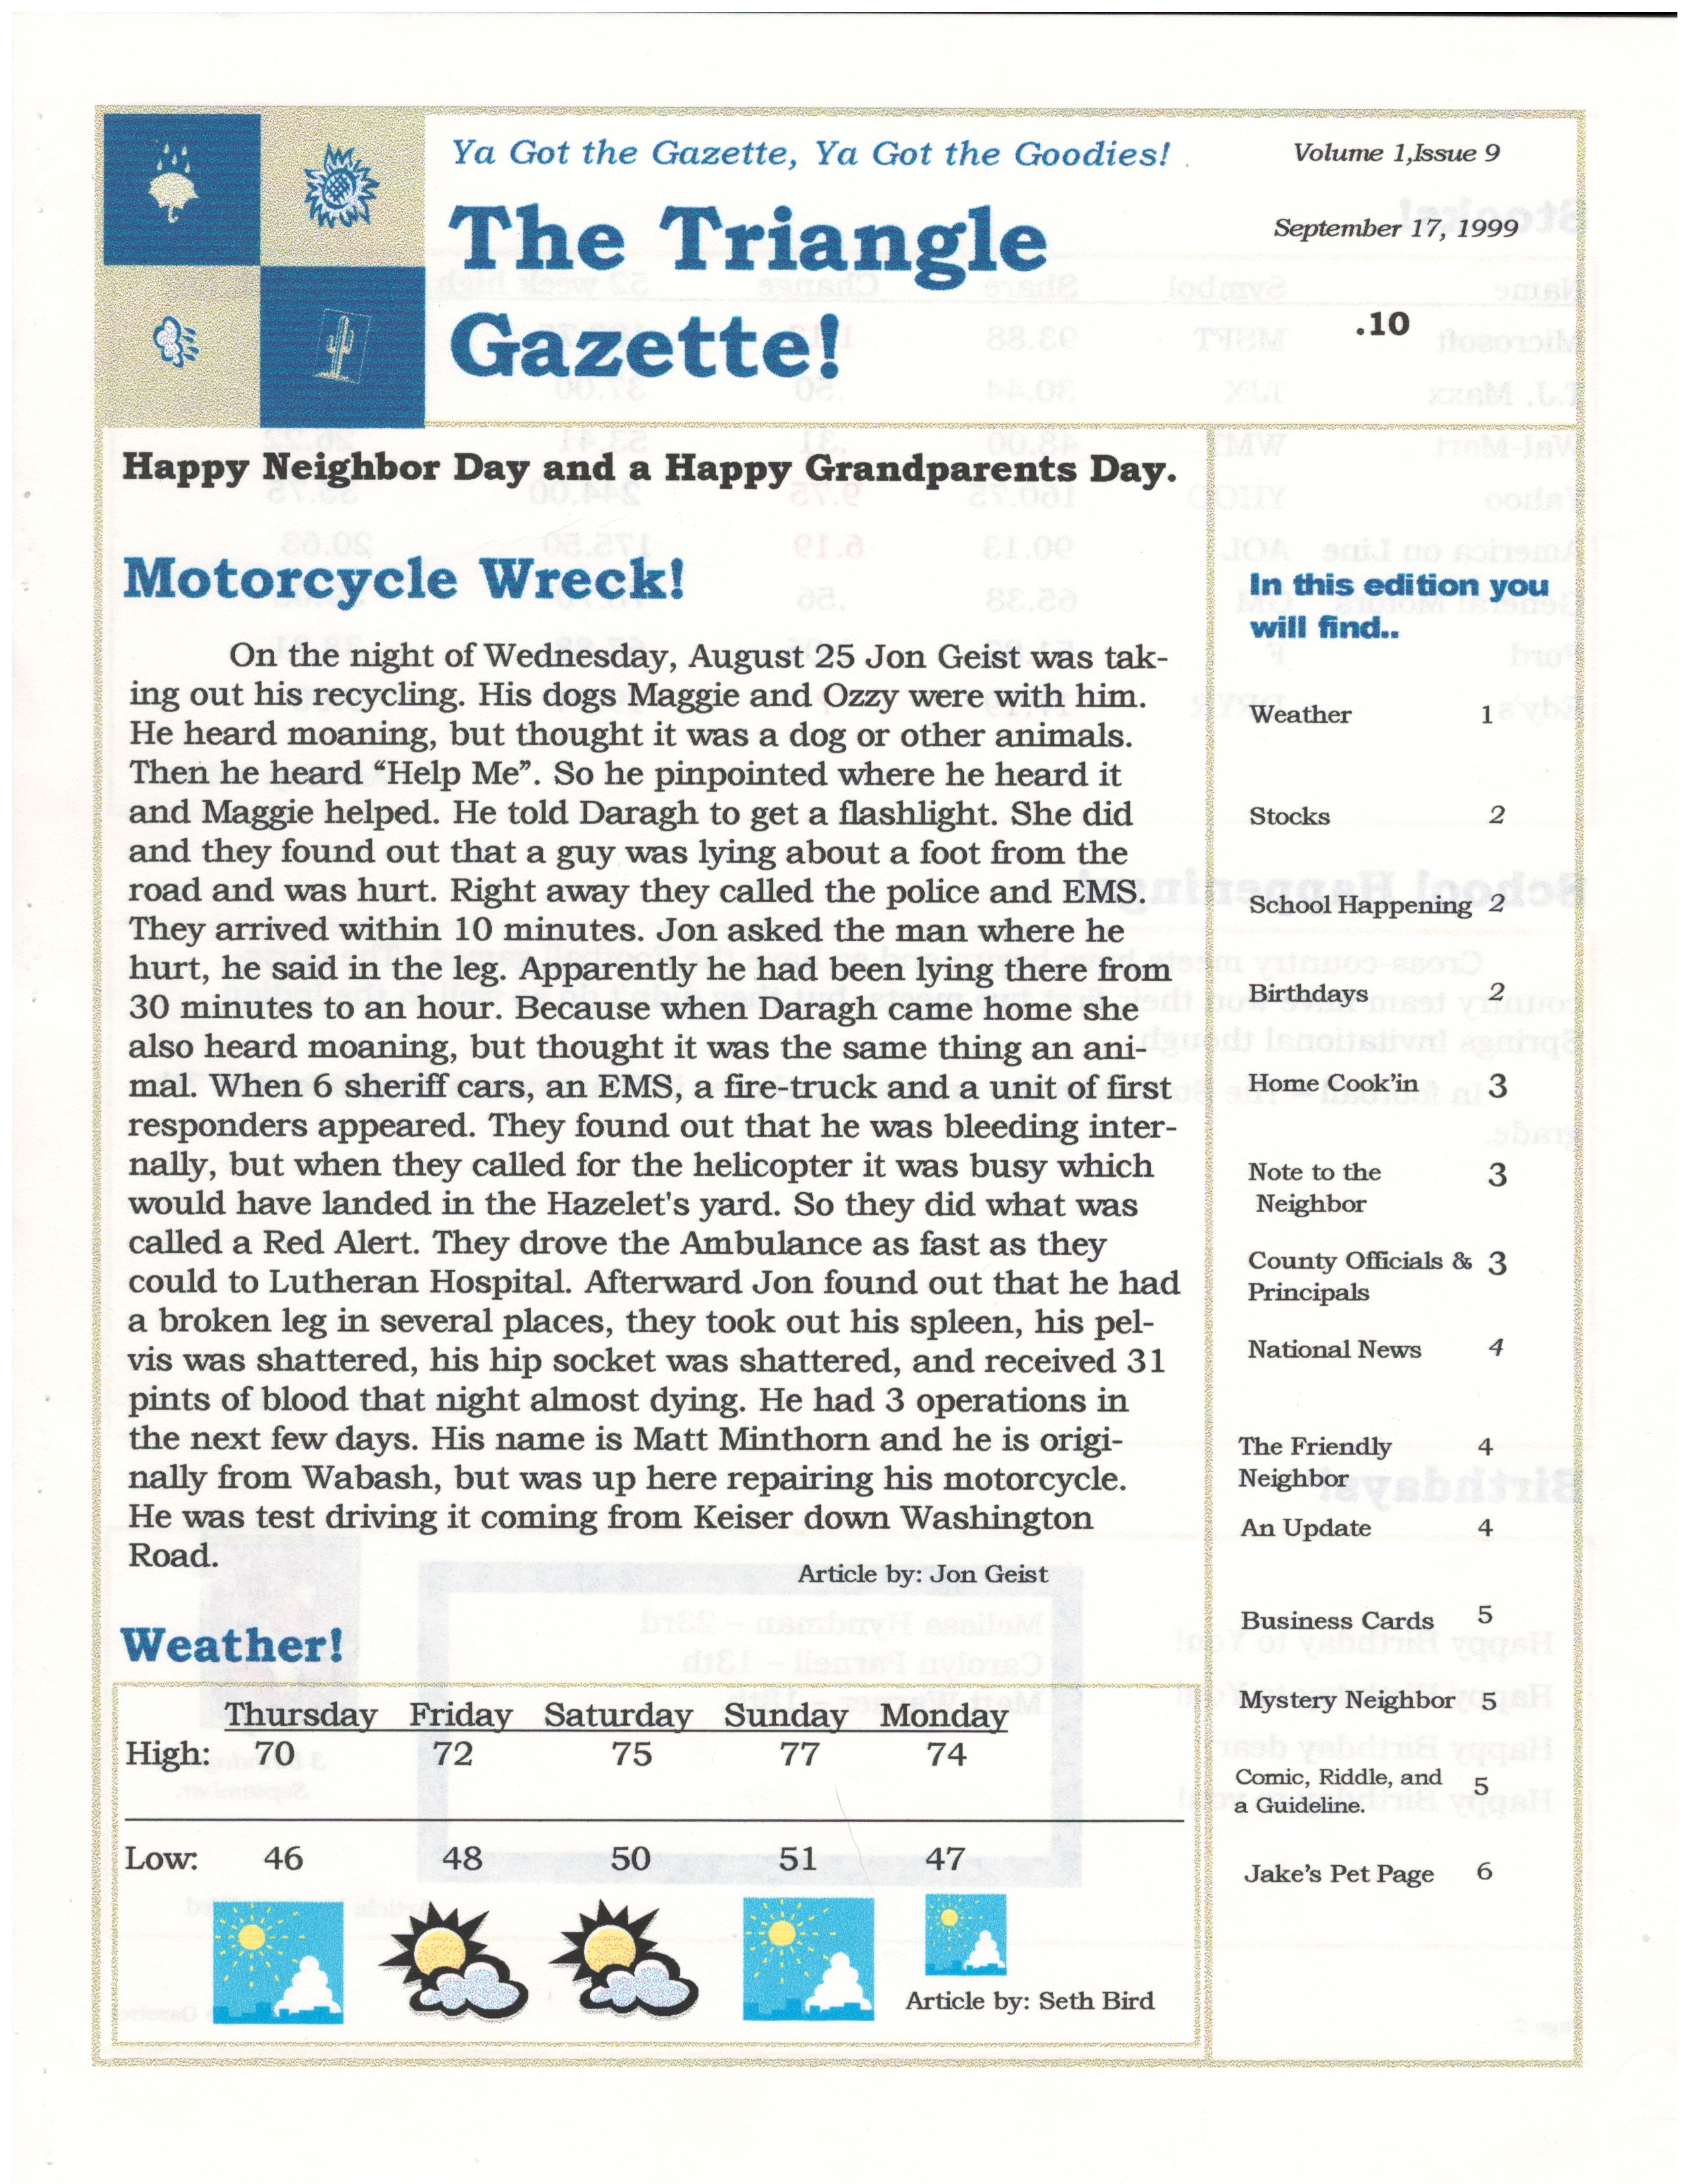 Ya Got the Gazette, Ya Got the Goodies!
The Triangle
Gazette!
Volume 1,Issue 9
September 17, 1999
.10
Happy Neighbor Day and a Happy Grandparents Day.
Motorcycle Wreck!
On the night of Wednesday, August 25 Jon Geist was tak-
ing out his recycling. His dogs Maggie and Ozzy were with him.
He heard moaning, but thought it was a dog or other animals.
Then he heard “Help Me”. So he pinpointed where he heard it
and Maggie helped. He told Daragh to get a flashlight. She did
and they found out that a guy was lying about a foot from the
road and was hurt. Right away they called the police and EMS.
They arrived within 10 minutes. Jon asked the man where he
hurt, he said in the leg. Apparently he had been lying there from
30 minutes to an hour. Because when Daragh came home she
also heard moaning, but thought it was the same thing an ani-
mal. When 6 sheriff cars, an EMS, a fire truck and a unit of first
responders appeared. They found out that he was bleeding inter-
nally, but when they called for the helicopter it was busy which
would have landed in the Hazelet's yard. So they did what was
called a Red Alert. They drove the Ambulance as fast as they
could to Lutheran Hospital. Afterward Jon found out that he had
a broken leg in several places, they took out his spleen, his pel-
vis was shattered, his hip socket was shattered, and received 31
pints of blood that night almost dying. He had 3 operations in
the next few days. His name is Matt Minthorn and he is origi-
nally from Wabash, but was up here repairing his motorcycle.
He was test driving it coming from Keiser down Washington
Road.
Article by: Jon Geist
Weather!
Thursday Friday Saturday Sunday Monday
High: 70 72 75 77 74
Low: 46 48 50 51 47
Article by: Seth Bird
In this edition you
will find..
Weather 1
Stocks 2
School Happening 2
Birthdays 2
Home Cook’in 3
Note to the 3
Neighbor
County Officials & 3
Principals
National News 4
The Friendly 4
Neighbor
An Update 4
Business Cards 5
Mystery Neighbor 5
Comic, Riddle, and 5
a Guideline.
Jake’s Pet Page 6